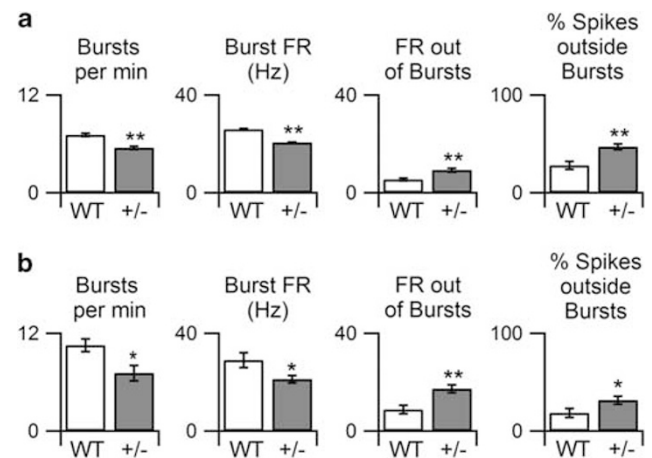 a
Bursts
per min
Burst FR
(Hz)
FR out
of Bursts
% Spikes
outside
Bursts
12
0
**
WT +/-
40
0
**
WT +/-
40
0
**
WT +/-
100
0
**
WT +/-
b
Bursts
per min
Burst FR
(Hz)
FR out
of Bursts
% Spikes
outside
Bursts
12
0
*
WT +/-
40
0
*
WT +/-
40
0
**
WT +/-
100
0
*
WT +/-